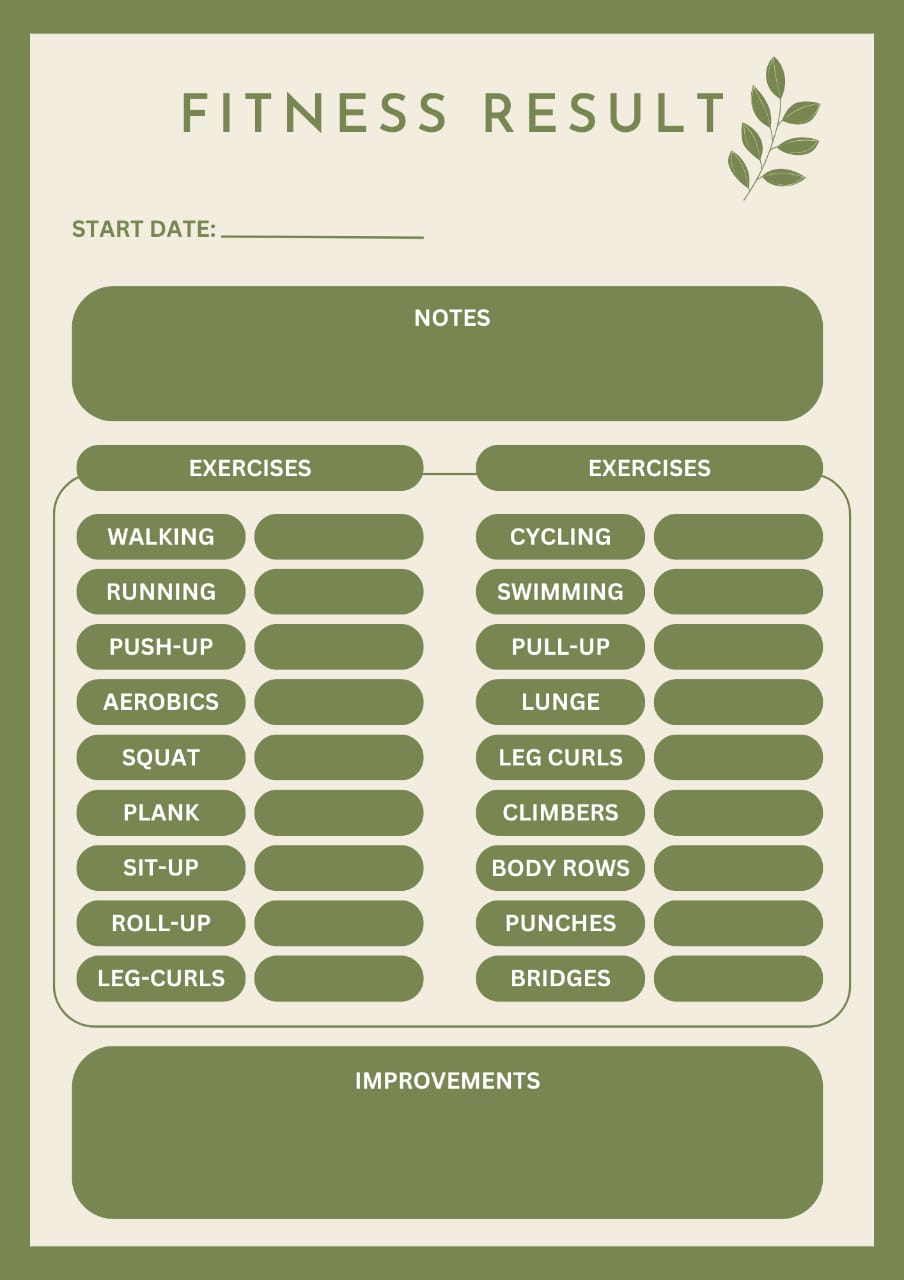 FITNESS RESULT
START DATE:
NOTES
EXERCISES
WALKING
RUNNING
PUSH-UP
AEROBICS
SQUAT
PLANK
SIT-UP
ROLL-UP
LEG-CURLS
EXERCISES
CYCLING
SWIMMING
PULL-UP
LUNGE
LEG CURLS
CLIMBERS
BODY ROWS
PUNCHES
BRIDGES
IMPROVEMENTS